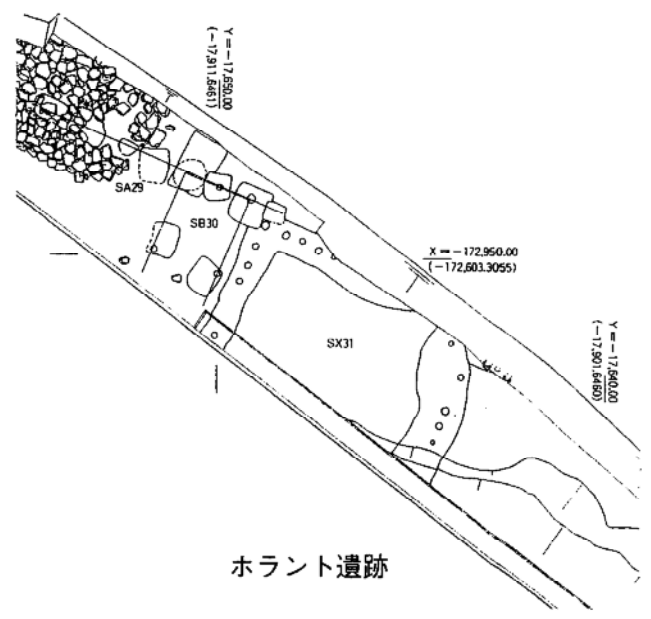 Y=-17,650.00
(-17,911.6461)
SA29
SB30
X=-172,950.00
(-172,603.3055)
SX31
Y=-17,640.00
(-17,901.6460)
ホラント遺跡